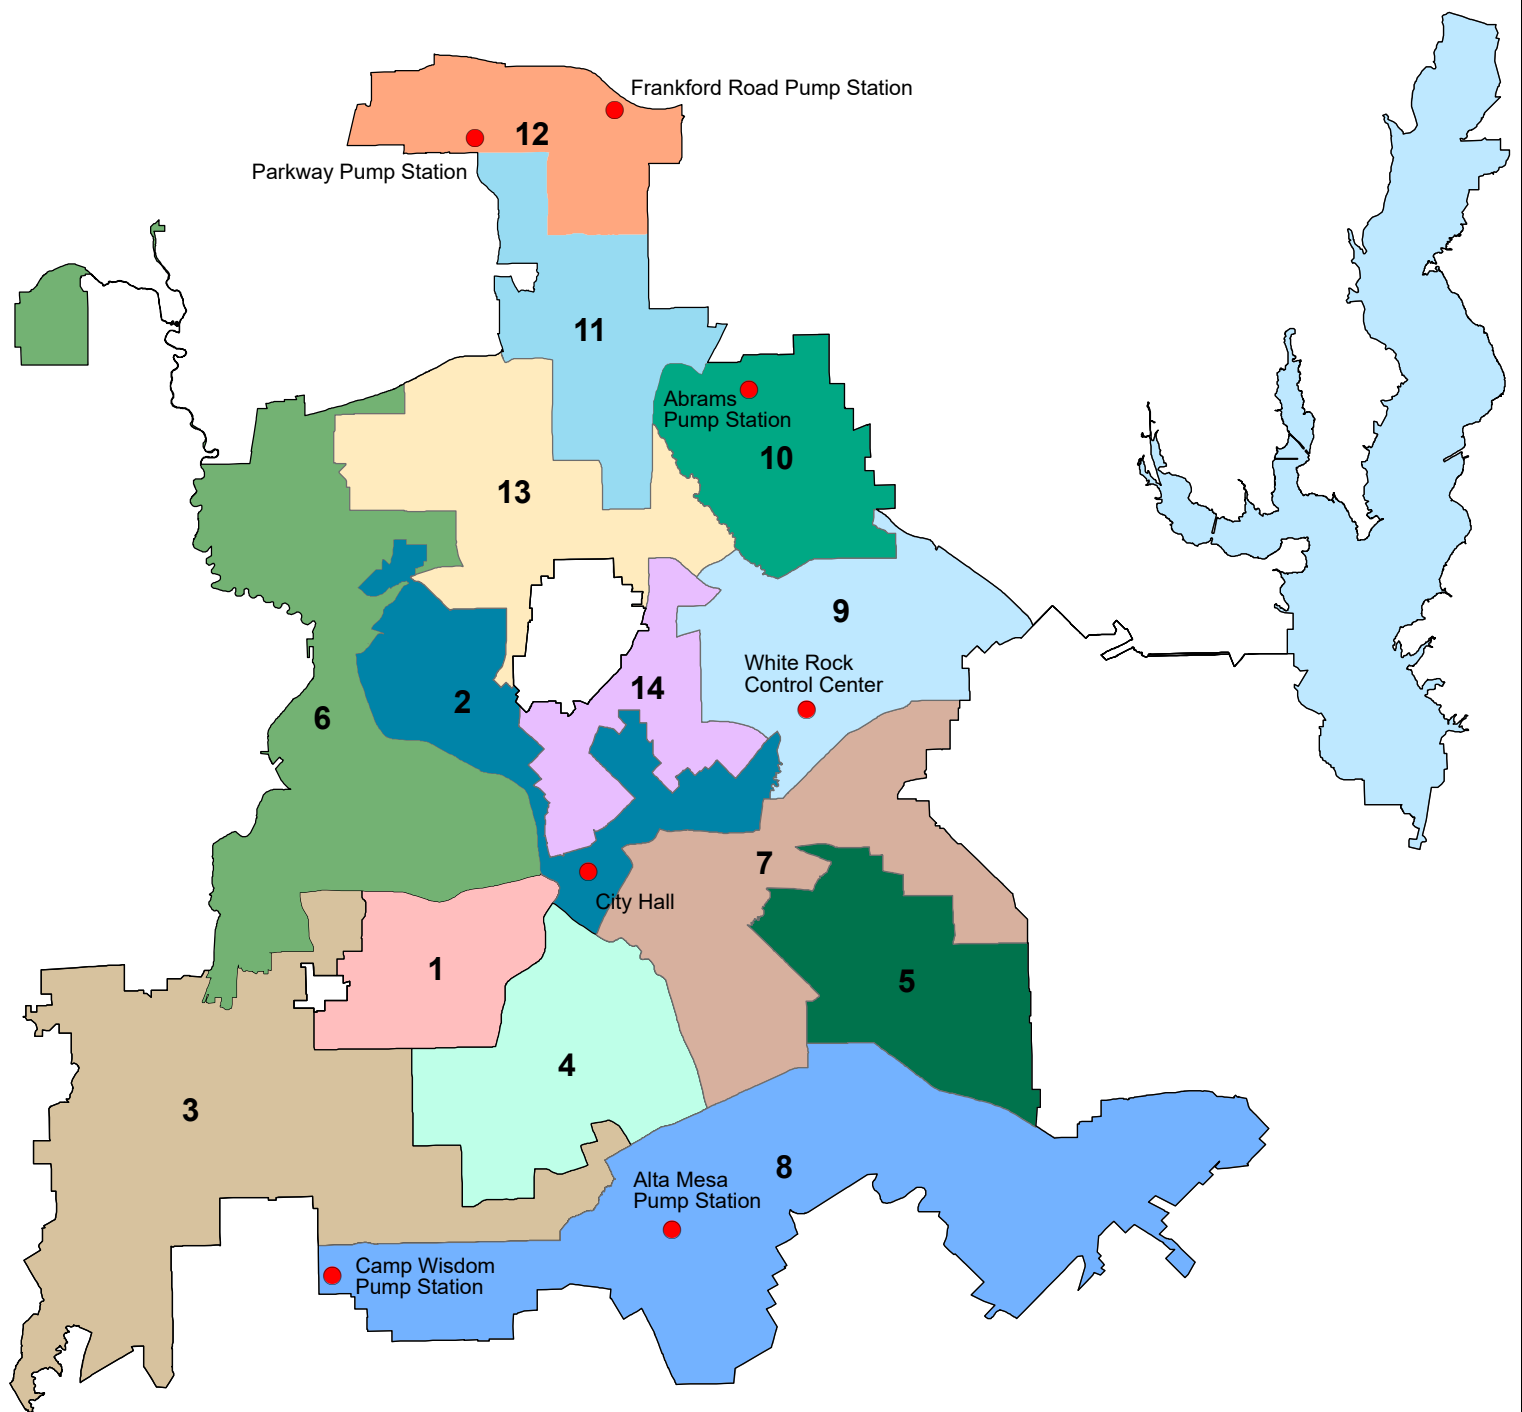 Frankford Road Pump Station
12
Parkway Pump Station
11
Abrams
Pump Station
10
13
9
White Rock
Control Center
14
2
6
7
City Hall
1
5
4
3
8
Alta Mesa
Pump Station
Camp Wisdom
Pump Station